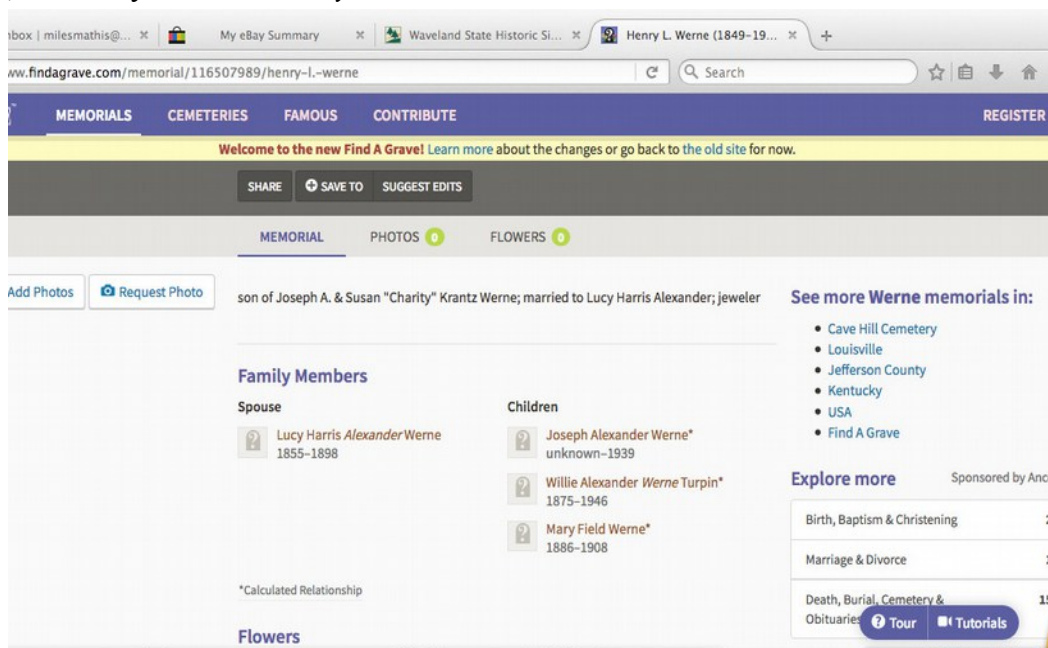 nbox | milesmathis@... × My eBay Summary × Waveland State Historic Si... × Henry L. Werne (1849–19... × +
ww.findagrave.com/memorial/116507989/henry-l.-werne Search
MEMORIALS CEMETERIES FAMOUS CONTRIBUTE REGISTER
Welcome to the new Find A Grave! Learn more about the changes or go back to the old site for now.
SHARE SAVE TO SUGGEST EDITS
MEMORIAL PHOTOS 0 FLOWERS 0
Add Photos Request Photo
son of Joseph A. & Susan "Charity" Krantz Werne; married to Lucy Harris Alexander; jeweler
Family Members
Spouse
Lucy Harris Alexander Werne
1855–1898
Children
Joseph Alexander Werne*
unknown–1939
Willie Alexander Werne Turpin*
1875–1946
Mary Field Werne*
1886–1908
*Calculated Relationship
Flowers
See more Werne memorials in:
• Cave Hill Cemetery
• Louisville
• Jefferson County
• Kentucky
• USA
• Find A Grave
Explore more Sponsored by Anc
Birth, Baptism & Christening
Marriage & Divorce
Death, Burial, Cemetery &
Obituaries
Tour Tutorials